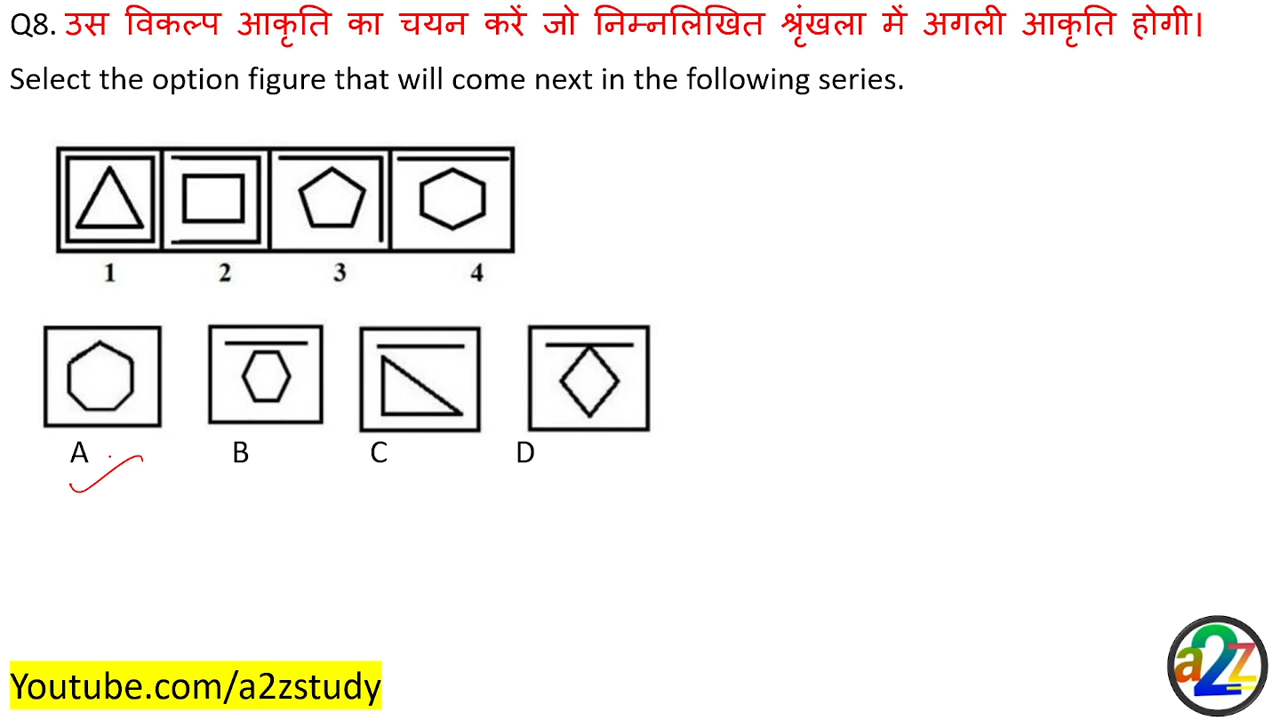 Q8. उस विकल्प आकृति का चयन करें जो निम्नलिखित श्रृंखला में अगली आकृति होगी।
Select the option figure that will come next in the following series.
1 2 3 4
A B C D
Youtube.com/a2zstudy
a2z